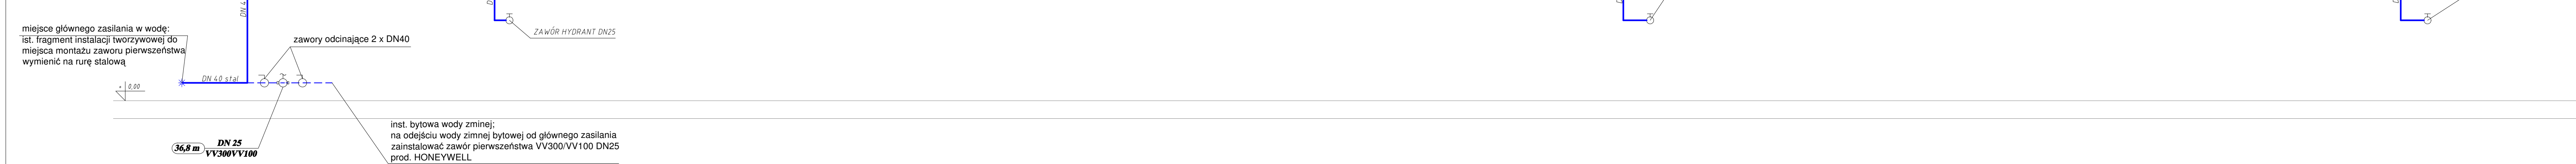 DN 4
D
D
D
miejsce głównego zasilania w wodę:
ist. fragment instalacji tworzywowej do
miejsca montażu zaworu pierwszeństwa
wymienić na rurę stalową
zawory odcinające 2 x DN40
ZAWÓR HYDRANT DN25
DN 40 stal
+ 0,00
inst. bytowa wody zminej;
na odejściu wody zimnej bytowej od głównego zasilania
zainstalować zawór pierwszeństwa VV300/VV100 DN25
prod. HONEYWELL
36,8 m
DN 25
VV300VV100